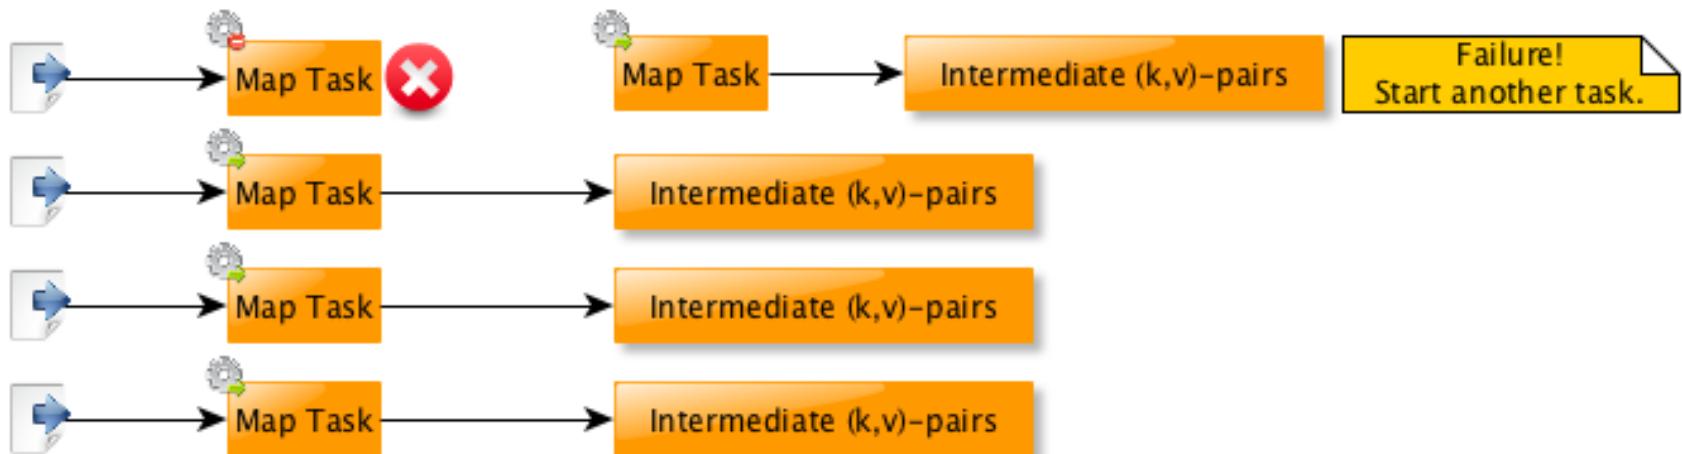 Map Task
Map Task
Intermediate (k,v)-pairs
Failure!
Start another task.
Map Task
Intermediate (k,v)-pairs
Map Task
Intermediate (k,v)-pairs
Map Task
Intermediate (k,v)-pairs